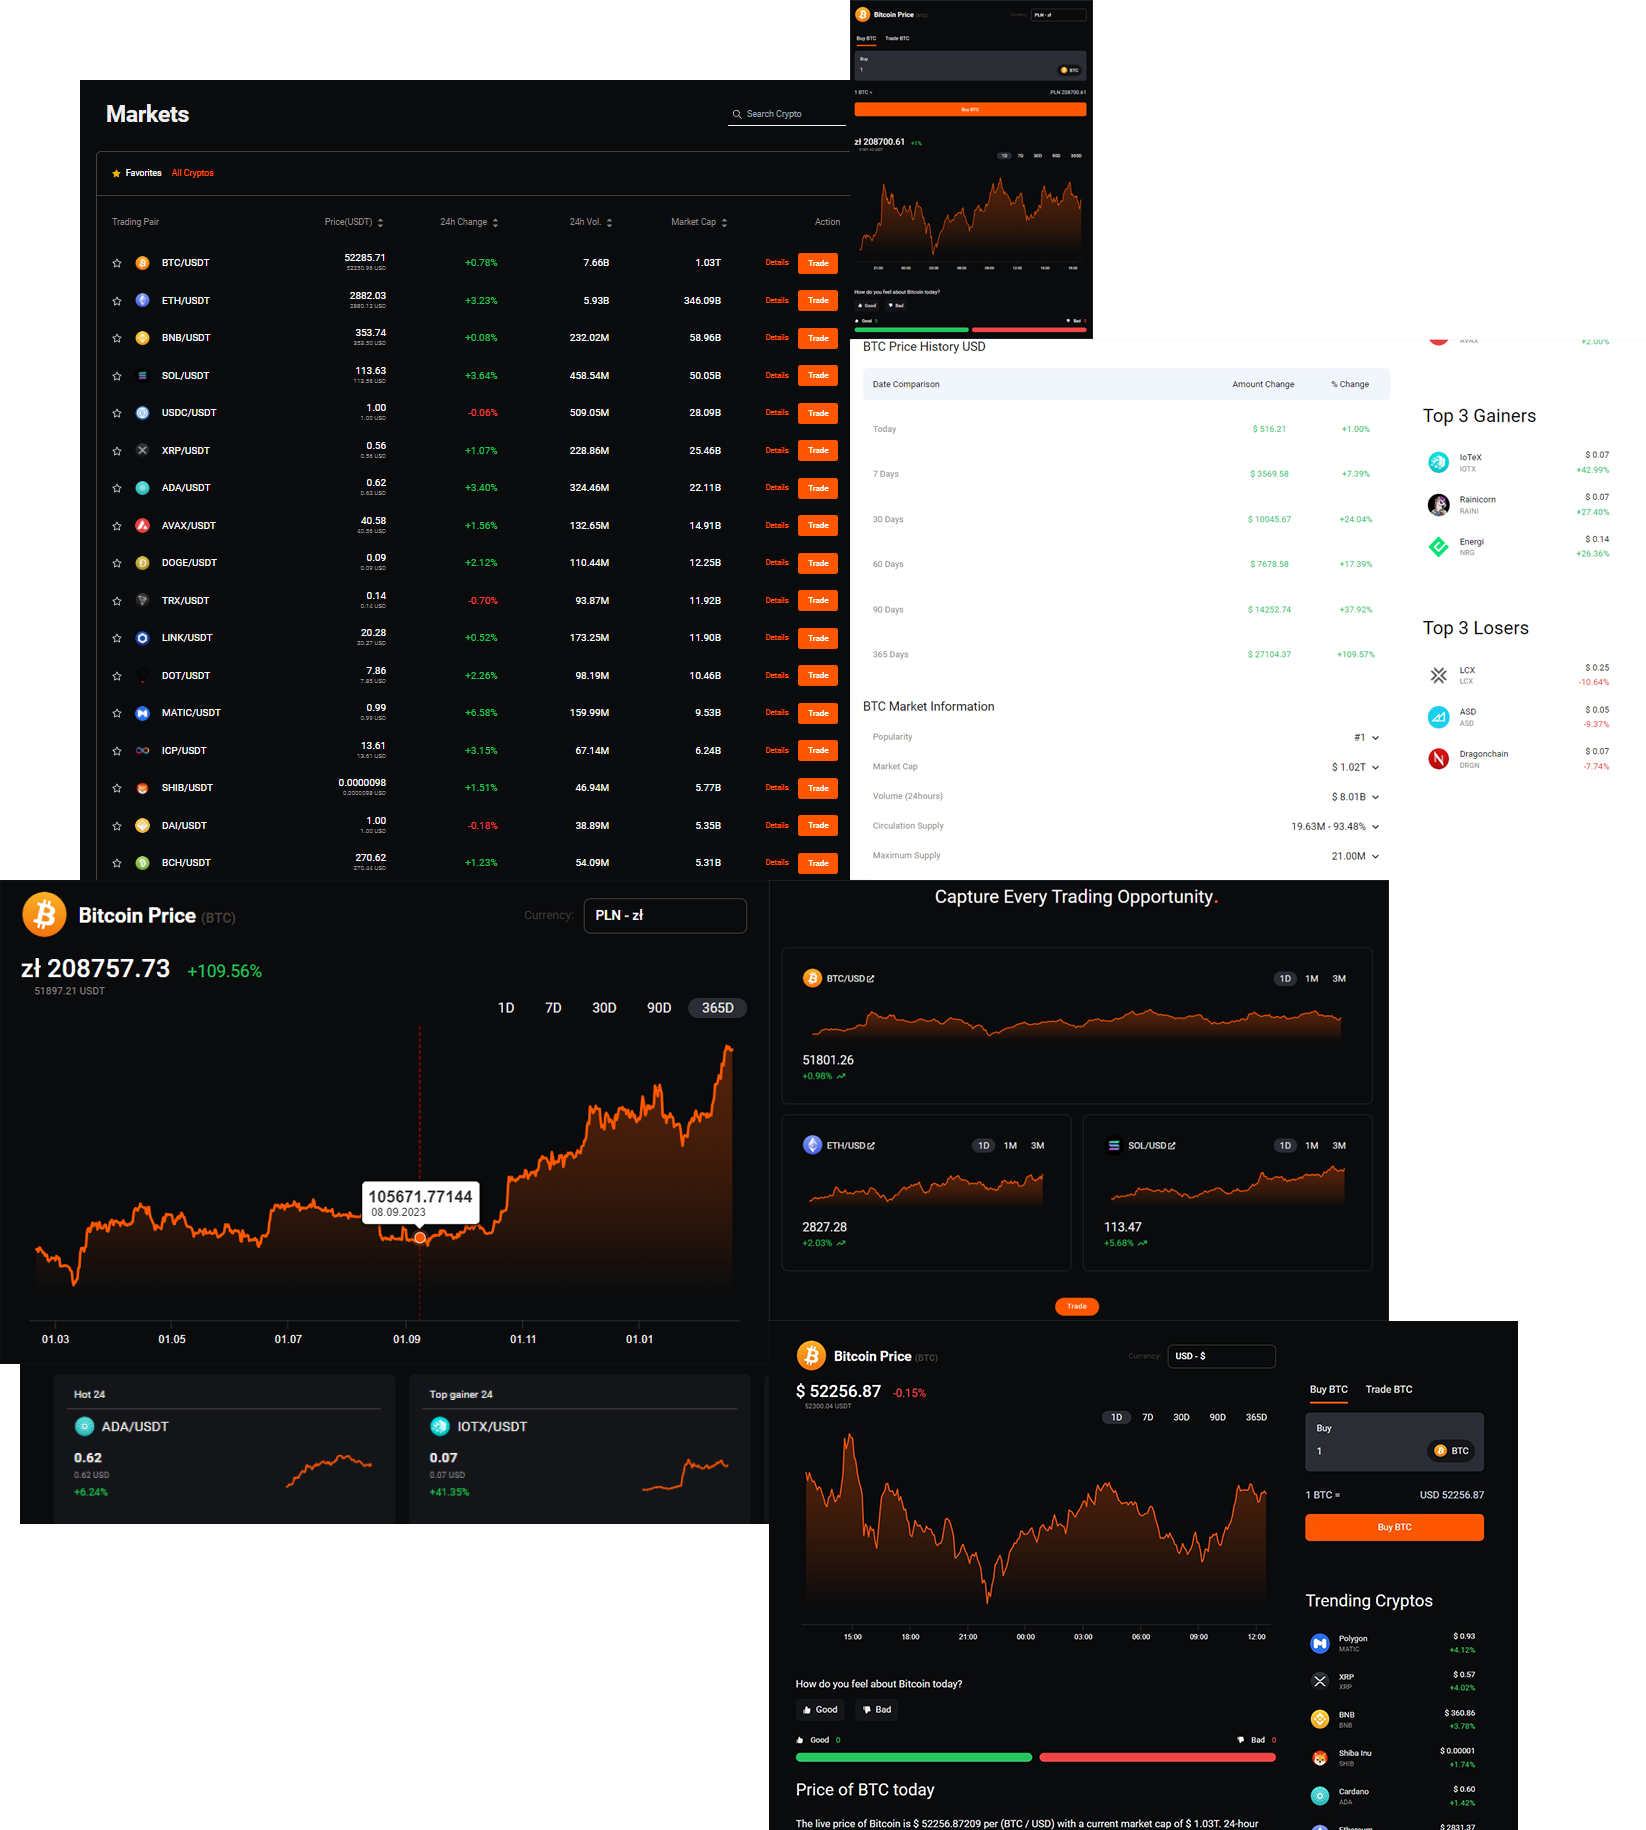 Bitcoin Price (BTC)
Currency:
PLN - zł
Buy BTC
Trade BTC
Buy
1
BTC
1 BTC =
PLN 208700.61
Buy BTC
zł 208700.61 +1%
1D 7D 30D 90D 365D
21:00 00:00 03:00 06:00 09:00 12:00 15:00 18:00
How do you feel about Bitcoin today?
Good Bad
Good 0
Bad 0
Markets
Search Crypto
Favorites All Cryptos
Trading Pair Price(USDT) 24h Change 24h Vol. Market Cap Action
BTC/USDT 52285.71 +0.78% 7.66B 1.03T Details Trade
52250.96 USD
ETH/USDT 2882.03 +3.23% 5.93B 346.09B Details Trade
2880.12 USD
BNB/USDT 353.74 +0.08% 232.02M 58.96B Details Trade
353.50 USD
SOL/USDT 113.63 +3.64% 458.54M 50.05B Details Trade
113.56 USD
USDC/USDT 1.00 -0.06% 509.05M 28.09B Details Trade
1.00 USD
XRP/USDT 0.56 +1.07% 228.86M 25.46B Details Trade
0.56 USD
ADA/USDT 0.62 +3.40% 324.46M 22.11B Details Trade
0.62 USD
AVAX/USDT 40.58 +1.56% 132.65M 14.91B Details Trade
40.56 USD
DOGE/USDT 0.09 +2.12% 110.44M 12.25B Details Trade
0.09 USD
TRX/USDT 0.14 -0.70% 93.87M 11.92B Details Trade
0.14 USD
LINK/USDT 20.28 +0.52% 173.25M 11.90B Details Trade
20.27 USD
DOT/USDT 7.86 +2.26% 98.19M 10.46B Details Trade
7.85 USD
MATIC/USDT 0.99 +6.58% 159.99M 9.53B Details Trade
0.99 USD
ICP/USDT 13.61 +3.15% 67.14M 6.24B Details Trade
13.61 USD
SHIB/USDT 0.0000098 +1.51% 46.94M 5.77B Details Trade
0.0000098 USD
DAI/USDT 1.00 -0.18% 38.89M 5.35B Details Trade
1.00 USD
BCH/USDT 270.62 +1.23% 54.09M 5.31B Details Trade
270.44 USD
BTC Price History USD
Date Comparison Amount Change % Change
Today $ 516.21 +1.00%
7 Days $ 3569.58 +7.39%
30 Days $ 10045.67 +24.04%
60 Days $ 7678.58 +17.39%
90 Days $ 14252.74 +37.92%
365 Days $ 27104.37 +109.57%
BTC Market Information
Popularity #1
Market Cap $ 1.02T
Volume (24hours) $ 8.01B
Circulation Supply 19.63M - 93.48%
Maximum Supply 21.00M
AVAX +2.00%
Top 3 Gainers
IoTeX $ 0.07
IOTX +42.99%
Rainicorn $ 0.07
RAINI +27.40%
Energi $ 0.14
NRG +26.36%
Top 3 Losers
LCX $ 0.25
LCX -10.64%
ASD $ 0.05
ASD -9.37%
Dragonchain $ 0.07
DRGN -7.74%
Bitcoin Price (BTC)
Currency:
PLN - zł
zł 208757.73 +109.56%
51897.21 USDT
1D 7D 30D 90D 365D
105671.77144
08.09.2023
01.03 01.05 01.07 01.09 01.11 01.01
Capture Every Trading Opportunity.
BTC/USD
1D 1M 3M
51801.26
+0.98%
ETH/USD
1D 1M 3M
2827.28
+2.03%
SOL/USD
1D 1M 3M
113.47
+5.68%
Trade
Hot 24
ADA/USDT
0.62
0.62 USD
+6.24%
Top gainer 24
IOTX/USDT
0.07
0.07 USD
+41.35%
Bitcoin Price (BTC)
Currency:
USD - $
$ 52256.87 -0.15%
52300.04 USDT
1D 7D 30D 90D 365D
15:00 18:00 21:00 00:00 03:00 06:00 09:00 12:00
How do you feel about Bitcoin today?
Good Bad
Good 0
Bad 0
Price of BTC today
The live price of Bitcoin is $ 52256.87209 per (BTC / USD) with a current market cap of $ 1.03T. 24-hour
Buy BTC Trade BTC
Buy
1
BTC
1 BTC =
USD 52256.87
Buy BTC
Trending Cryptos
Polygon $ 0.93
MATIC +4.12%
XRP $ 0.57
XRP +4.02%
BNB $ 360.86
BNB +3.78%
Shiba Inu $ 0.00001
SHIB +1.74%
Cardano $ 0.60
ADA +1.42%
Ethereum $ 2831.37